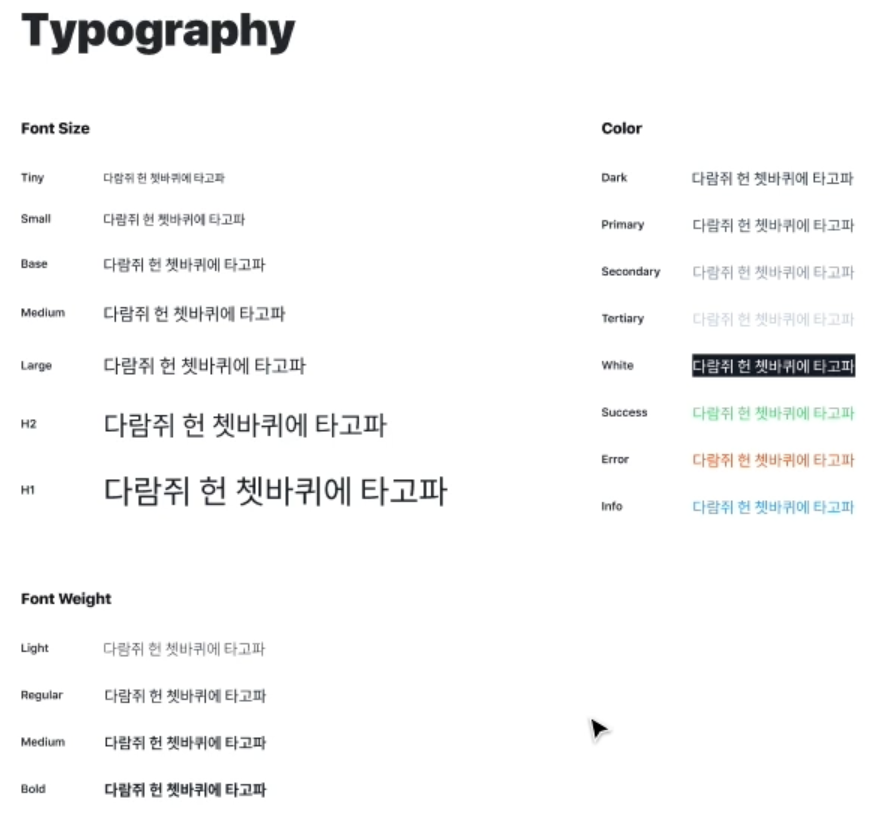 Typography
Font Size
Tiny 다람쥐 헌 쳇바퀴에 타고파
Small 다람쥐 헌 쳇바퀴에 타고파
Base 다람쥐 헌 쳇바퀴에 타고파
Medium 다람쥐 헌 쳇바퀴에 타고파
Large 다람쥐 헌 쳇바퀴에 타고파
H2 다람쥐 헌 쳇바퀴에 타고파
H1 다람쥐 헌 쳇바퀴에 타고파
Color
Dark 다람쥐 헌 쳇바퀴에 타고파
Primary 다람쥐 헌 쳇바퀴에 타고파
Secondary 다람쥐 헌 쳇바퀴에 타고파
Tertiary 다람쥐 헌 쳇바퀴에 타고파
White 다람쥐 헌 쳇바퀴에 타고파
Success 다람쥐 헌 쳇바퀴에 타고파
Error 다람쥐 헌 쳇바퀴에 타고파
Info 다람쥐 헌 쳇바퀴에 타고파
Font Weight
Light 다람쥐 헌 쳇바퀴에 타고파
Regular 다람쥐 헌 쳇바퀴에 타고파
Medium 다람쥐 헌 쳇바퀴에 타고파
Bold 다람쥐 헌 쳇바퀴에 타고파